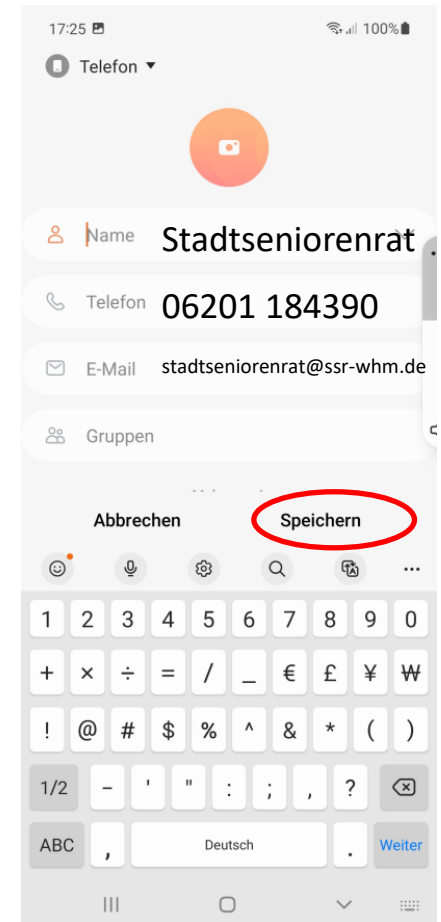 17:25 100%
Telefon
Name Stadtseniorenrat
Telefon 06201 184390
E-Mail stadtseniorenrat@ssr-whm.de
Gruppen
Abbrechen Speichern
...
1 2 3 4 5 6 7 8 9 0
+ × ÷ = / _ € £ ¥ ₩
! @ # $ % ^ & * ( )
1/2 - ' " : ; , ?
ABC , Deutsch . Weiter